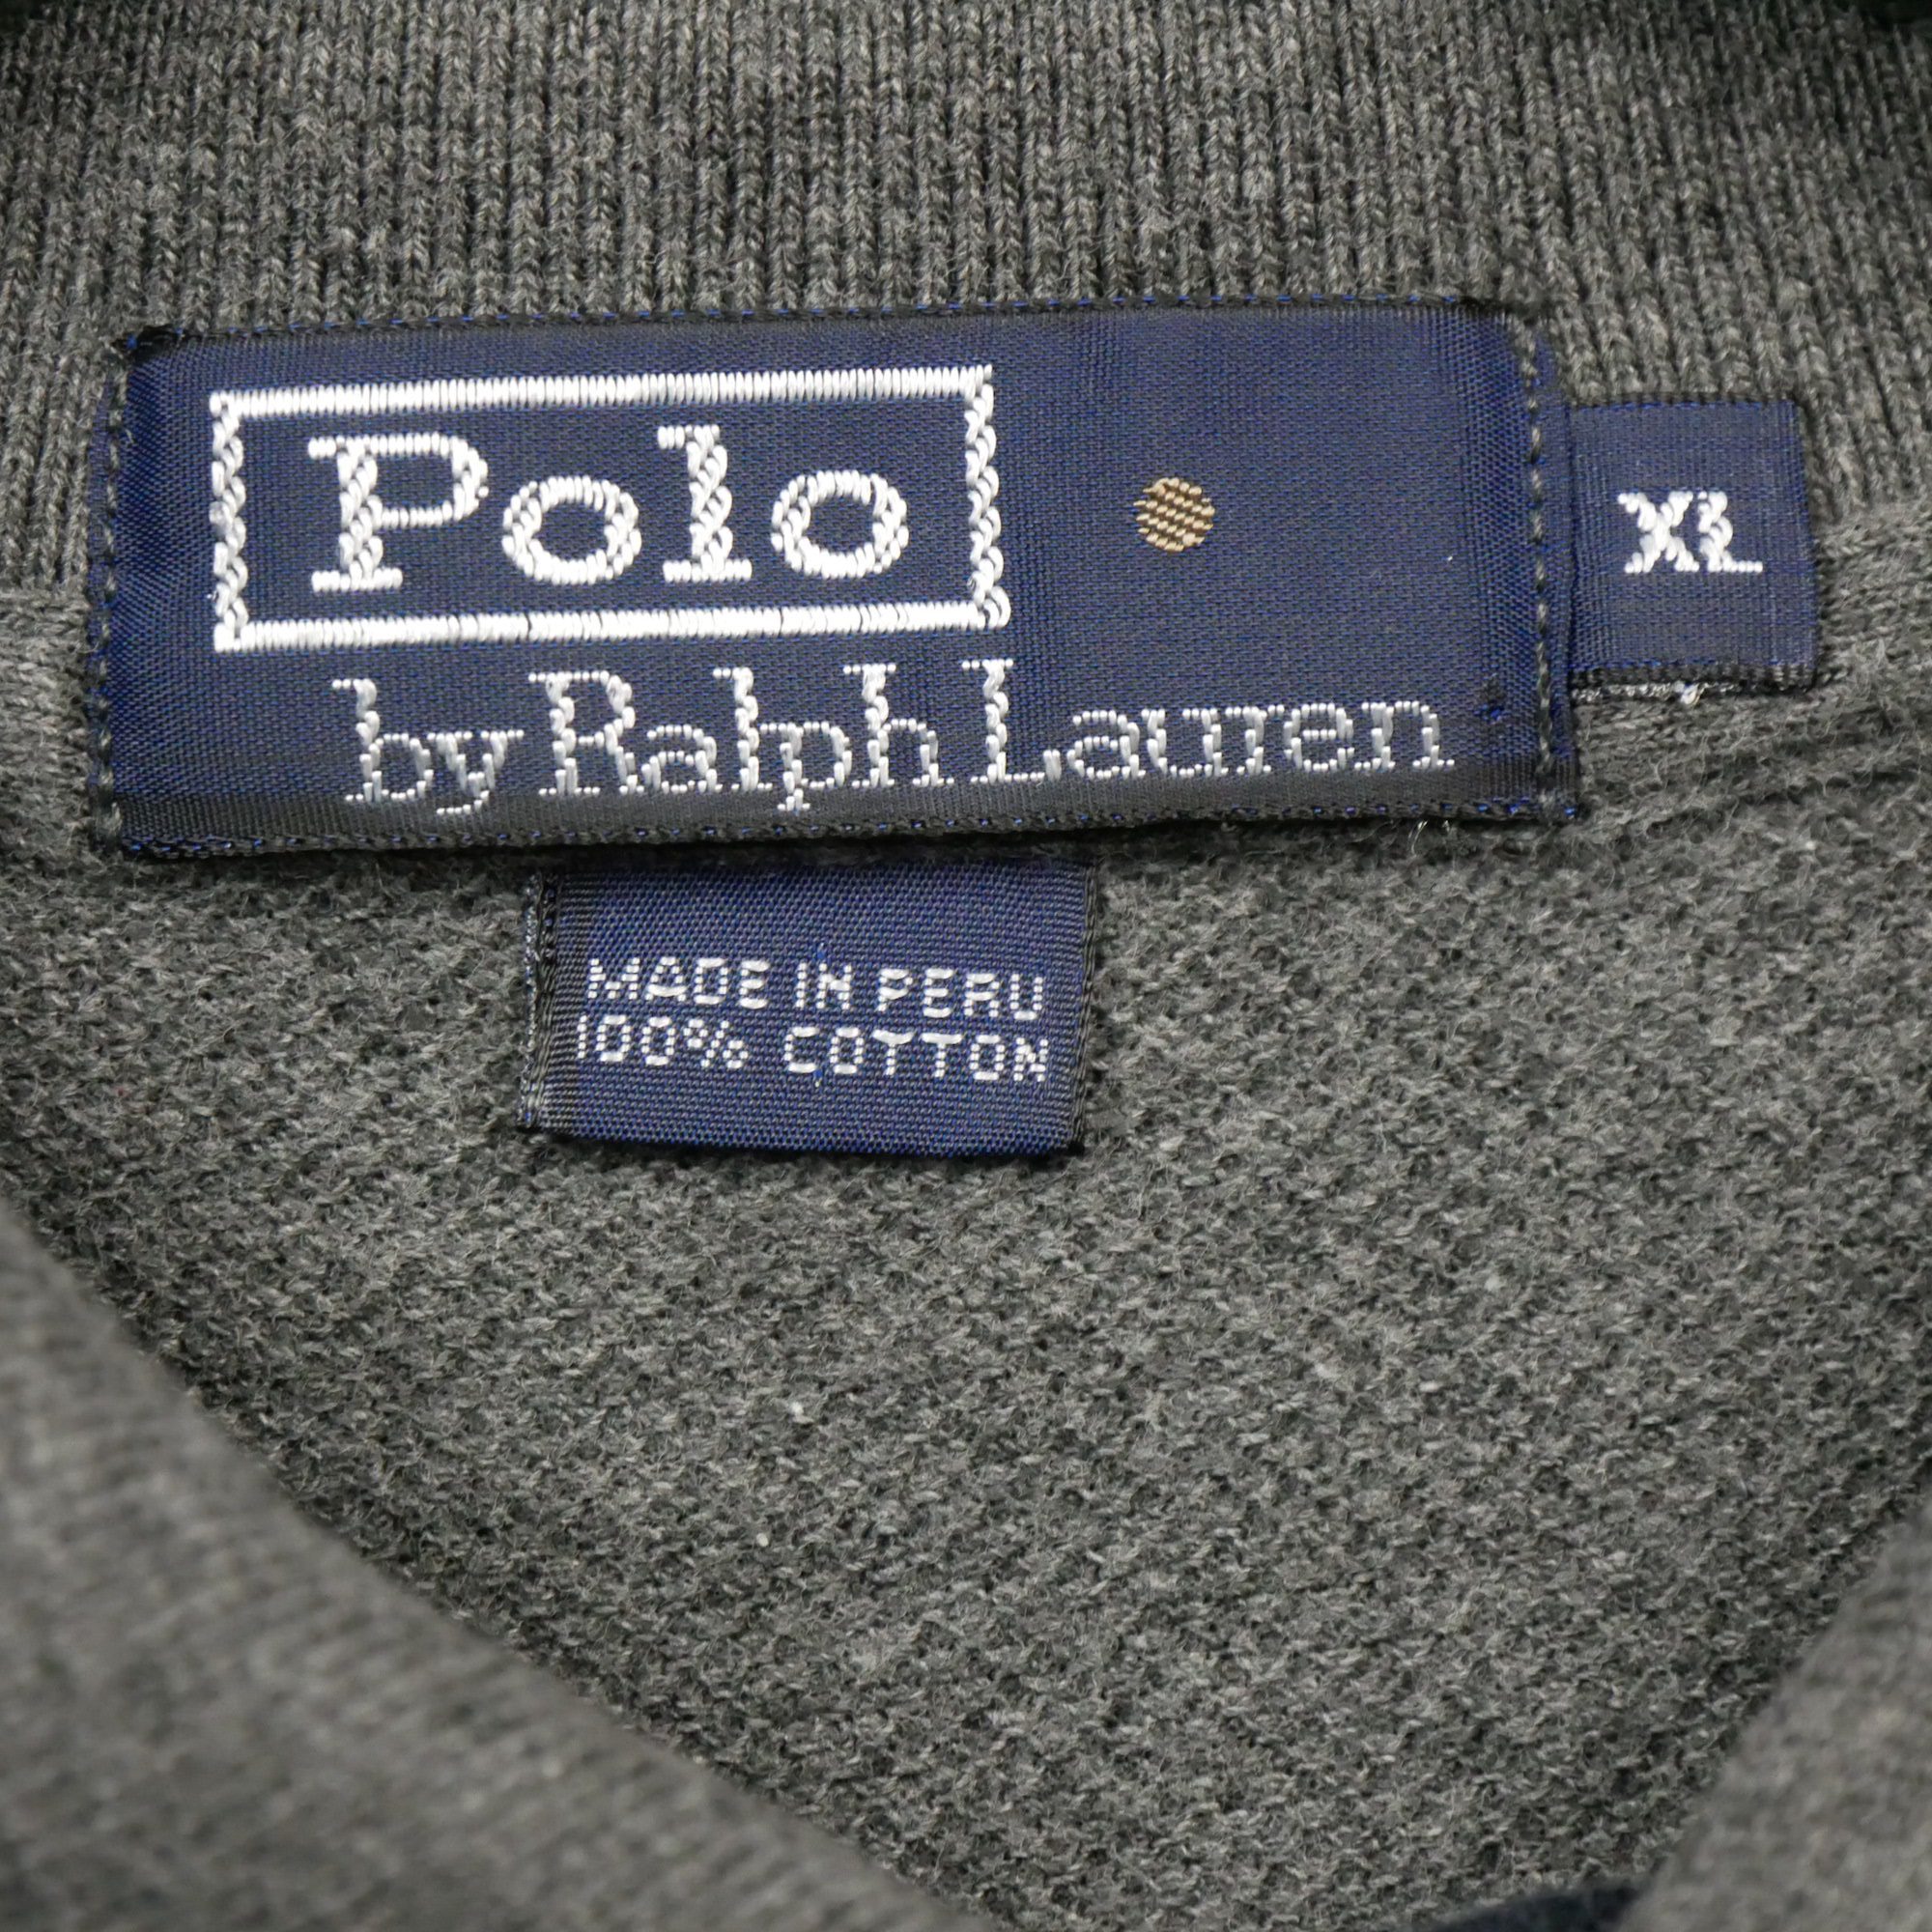 Polo
by Ralph Lauren
XL
MADE IN PERU
100% COTTON